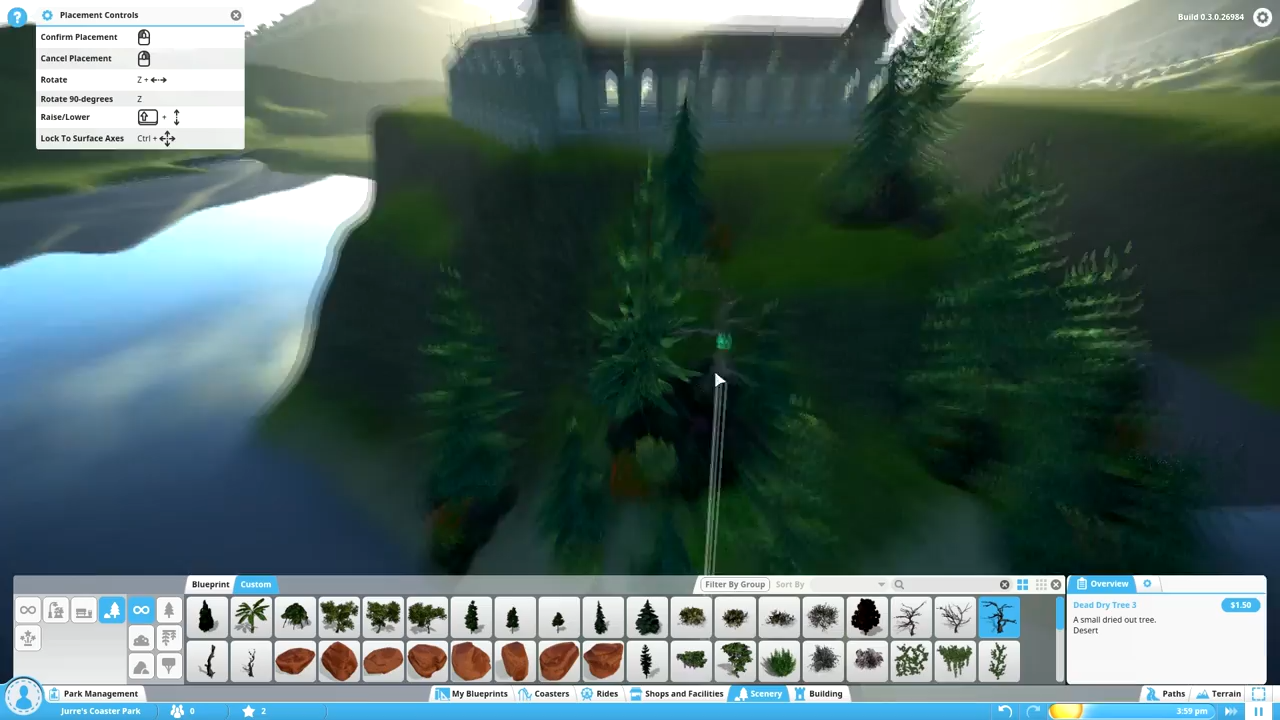 ?
Placement Controls
Build 0.3.0.26984
Confirm Placement
Cancel Placement
Rotate Z +
Rotate 90-degrees Z
Raise/Lower +
Lock To Surface Axes Ctrl +
Blueprint Custom Filter By Group Sort By Overview
Dead Dry Tree 3 $1.50
A small dried out tree.
Desert
Park Management My Blueprints Coasters Rides Shops and Facilities Scenery Building Paths Terrain
Jurre's Coaster Park 0 2 3:59 pm